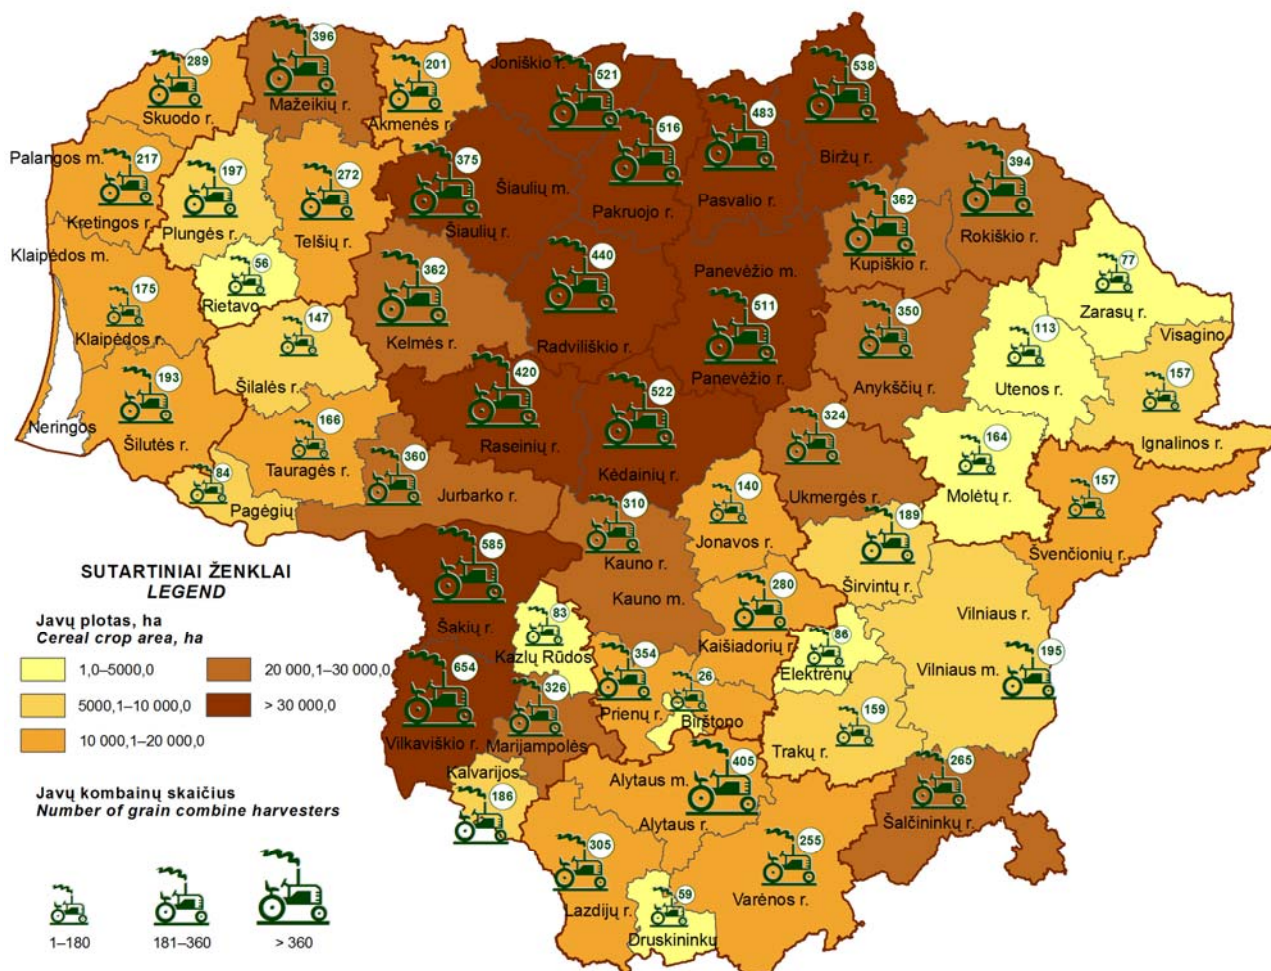 396
289
Mažeikių r.
201
Skuodo r.
Akmenės r.
Joniškio r.
521
538
516
483
Biržų r.
Palangos m.
217
197
272
375
Šiaulių m.
Pakruojo r.
Pasvalio r.
394
362
Kretingos r.
Plungės r.
Telšių r.
Šiaulių r.
Rokiškio r.
Klaipėdos m.
56
Rietavo
362
440
Panevėžio m.
Kupiškio r.
77
175
147
511
350
Zarasų r.
113
Visagino
Klaipėdos r.
Kelmės r.
Radviliškio r.
157
193
Šilalės r.
420
522
Panevėžio r.
Anykščių r.
Utenos r.
Neringos
Šilutės r.
166
Raseinių r.
324
164
Ignalinos r.
Tauragės r.
360
Kėdainių r.
84
Jurbarko r.
140
Ukmergės r.
Molėtų r.
157
Pagėgių
310
189
585
Kauno r.
Jonavos r.
Švenčionių r.
Širvintų r.
280
Kauno m.
Vilniaus r.
Šakių r.
83
Kazlų Rūdos
354
Kaišiadorių r.
86
Elektrėnų
Vilniaus m.
195
654
326
26
Prienų r.
Birštono
159
Vilkaviškio r.
Marijampolės
Trakų r.
Kalvarijos
186
Alytaus m.
405
265
Alytaus r.
Šalčininkų r.
305
255
59
Lazdijų r.
Varėnos r.
Druskininkų
SUTARTINIAI ŽENKLAI
LEGEND
Javų plotas, ha
Cereal crop area, ha
1,0–5000,0
20 000,1–30 000,0
5000,1–10 000,0
> 30 000,0
10 000,1–20 000,0
Javų kombainų skaičius
Number of grain combine harvesters
1–180
181–360
> 360